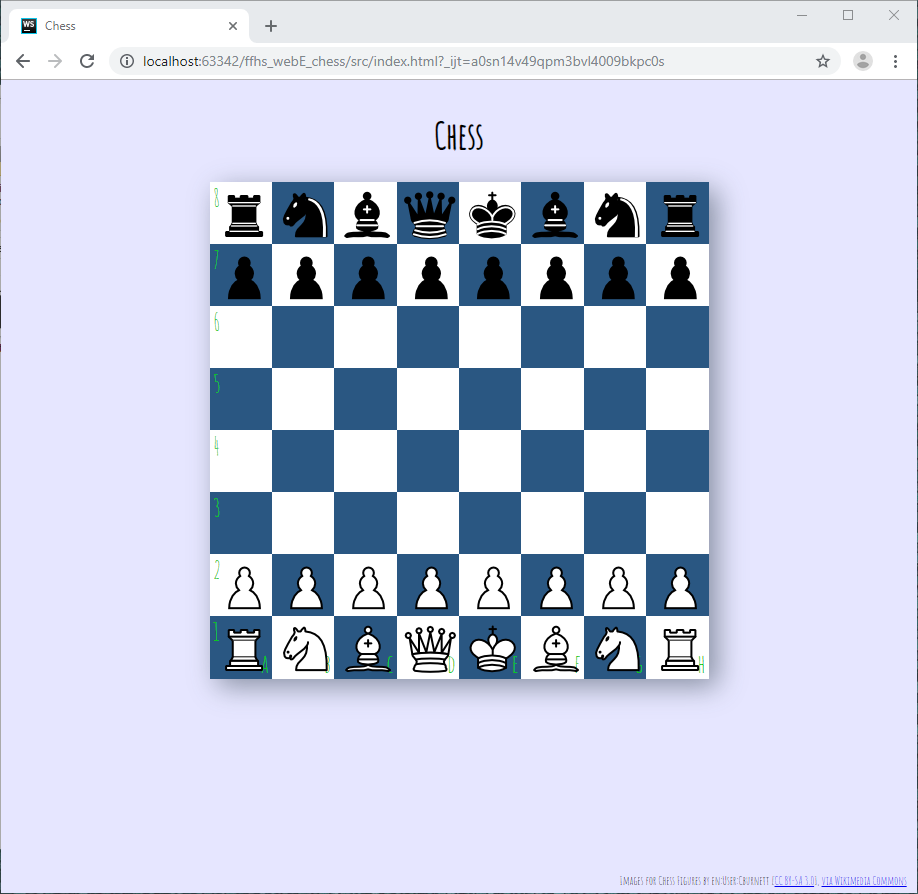 WS Chess
localhost:63342/ffhs_webE_chess/src/index.html?_ijt=a0sn14v49qpm3bvl4009bkpc0s
Chess
8
7
6
5
4
3
2
1
A B C D E F H
Images for Chess Figures by en:User:Cburnett [CC BY-SA 3.0], via Wikimedia Commons